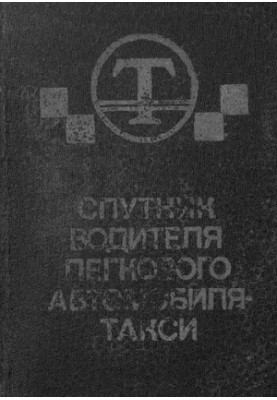 Т
СПУТНИК
ВОДИТЕЛЯ
ЛЕГКОВОГО
АВТОМОБИЛЯ-
ТАКСИ